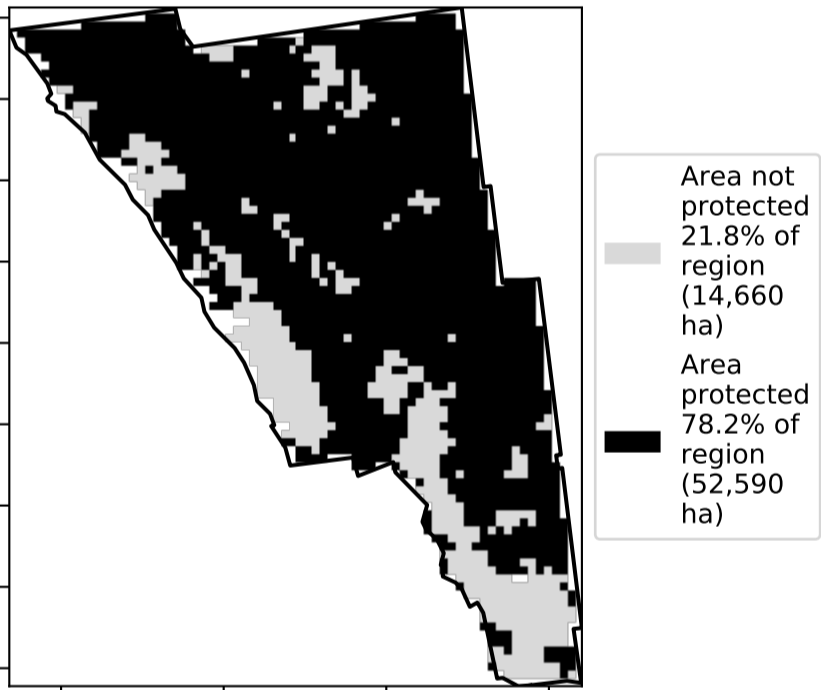 Area not
protected
21.8% of
region
(14,660
ha)
Area
protected
78.2% of
region
(52,590
ha)